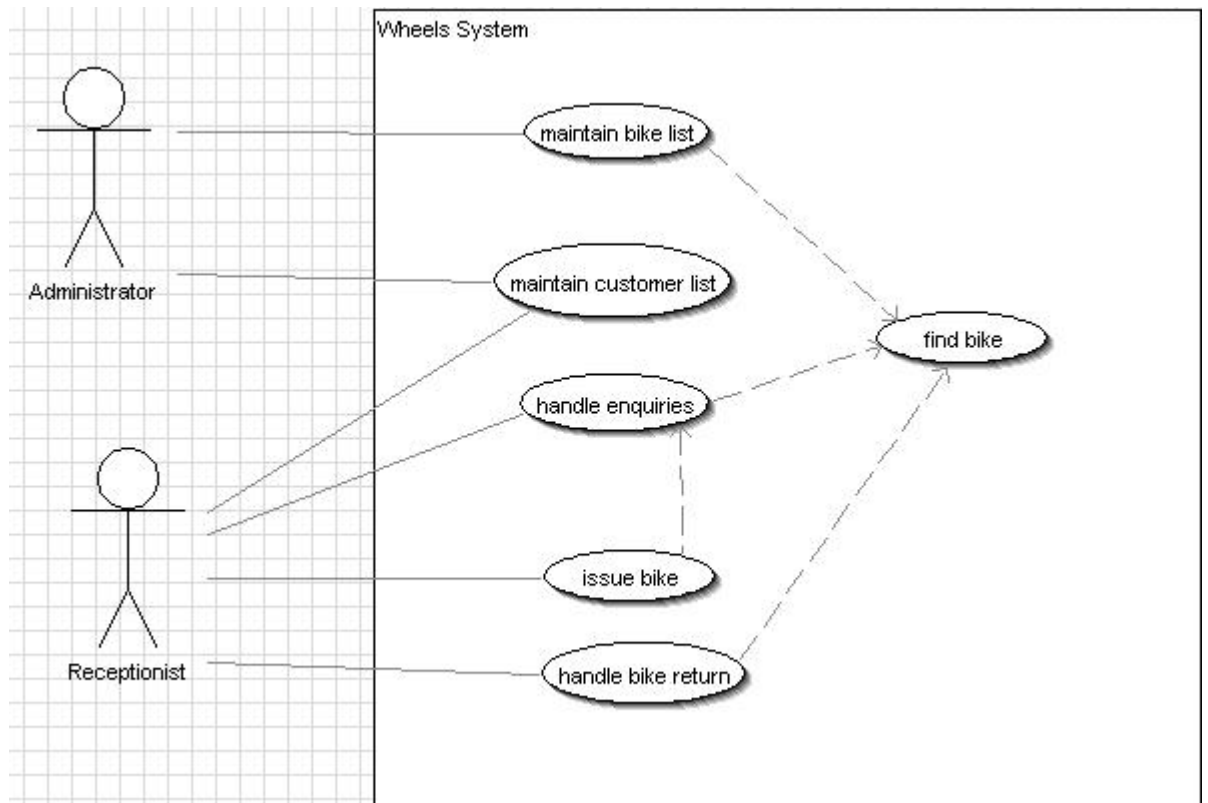 Wheels System
maintain bike list
maintain customer list
Administrator
find bike
handle enquiries
issue bike
Receptionist
handle bike return